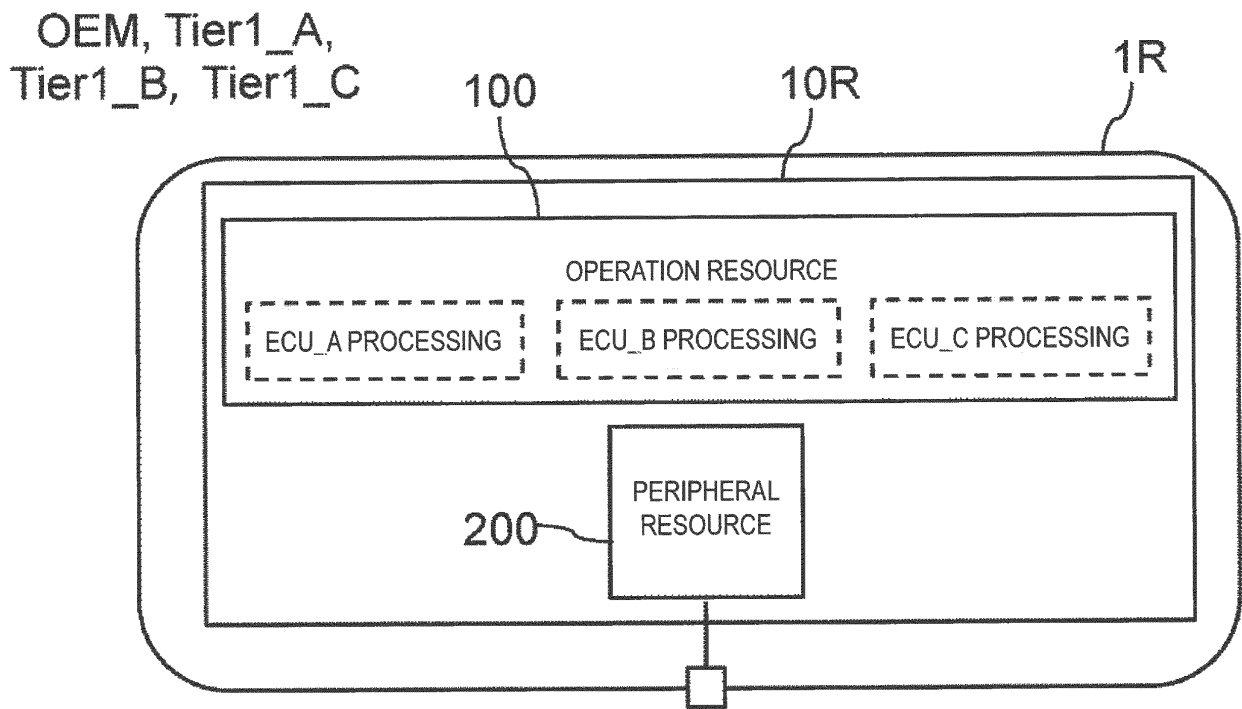 OEM, Tier1_A,
Tier1_B, Tier1_C
100
10R
1R
OPERATION RESOURCE
ECU_A PROCESSING
ECU_B PROCESSING
ECU_C PROCESSING
PERIPHERAL
RESOURCE
200